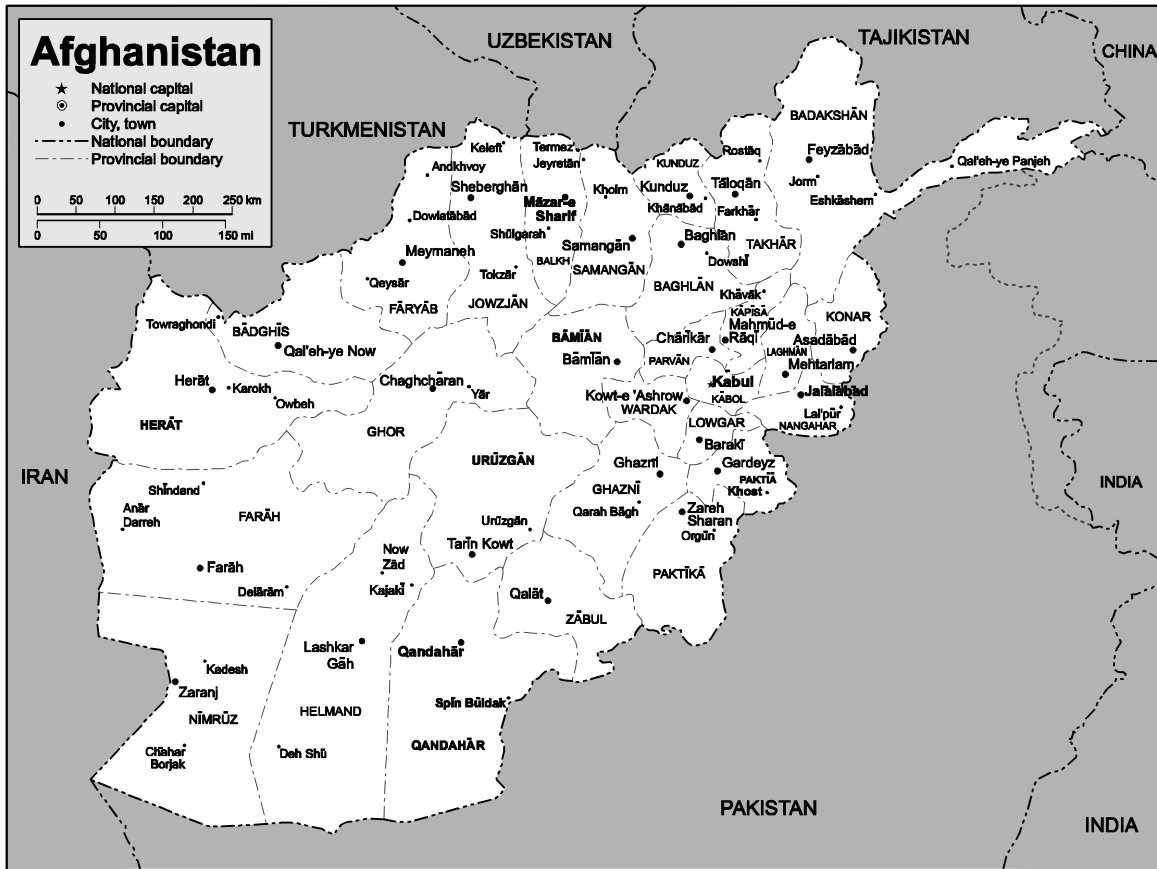 Afghanistan
National capital
Provincial capital
City, town
National boundary
Provincial boundary
0 50 100 150 200 250 km
0 50 100 150 mi
UZBEKISTAN
TAJIKISTAN
CHINA
TURKMENISTAN
BADAKSHĀN
Keleft
Termez
Jeyretān
Rostāq
KUNDUZ
Feyzābād
Qal'eh-ye Panjeh
Andkhvoy
Sheberghān
Kholm
Kunduz
Tāloqān
Jorm
Eshkāshem
Māzar-e
Sharif
Khānābād
Farkhār
Dowlatābād
Shūlgarah
Samangān
Baghlān
TAKHĀR
Meymaneh
BALKH
SAMANGĀN
Dowshī
Qeysār
Tokzār
BAGHLĀN
Khāvāk
FĀRYĀB
JOWZJĀN
KAPĪSĀ
KONAR
Towraghondi
BĀDGHĪS
BĀMĪĀN
Mahmūd-e
Rāqī
Chārīkār
Asadābād
Qal'eh-ye Now
Bāmīān
PARVĀN
LAGHMĀN
Mehtarlam
Herāt
Karokh
Chaghcharan
Yār
Kabul
KĀBOL
Jalālābād
Owbeh
Kowt-e 'Ashrow
WARDAK
Lal'pūr
NANGAHAR
HERĀT
GHOR
LOWGAR
Barakī
URŪZGĀN
Ghaznī
Gardeyz
IRAN
Shīndand
GHAZNĪ
PAKTĪĀ
Khost
INDIA
Anār
Darreh
FARĀH
Qarah Bāgh
Zareh
Sharan
Urūzgān
Orgūn
Now
Zād
Tarīn Kowt
Farāh
Delārām
Kajakī
PAKTĪKĀ
Qalāt
ZĀBUL
Lashkar
Gāh
Qandahār
Kadesh
Zaranj
Spīn Būldak
NĪMRŪZ
HELMAND
QANDAHĀR
Chahar
Borjak
Deh Shū
PAKISTAN
INDIA